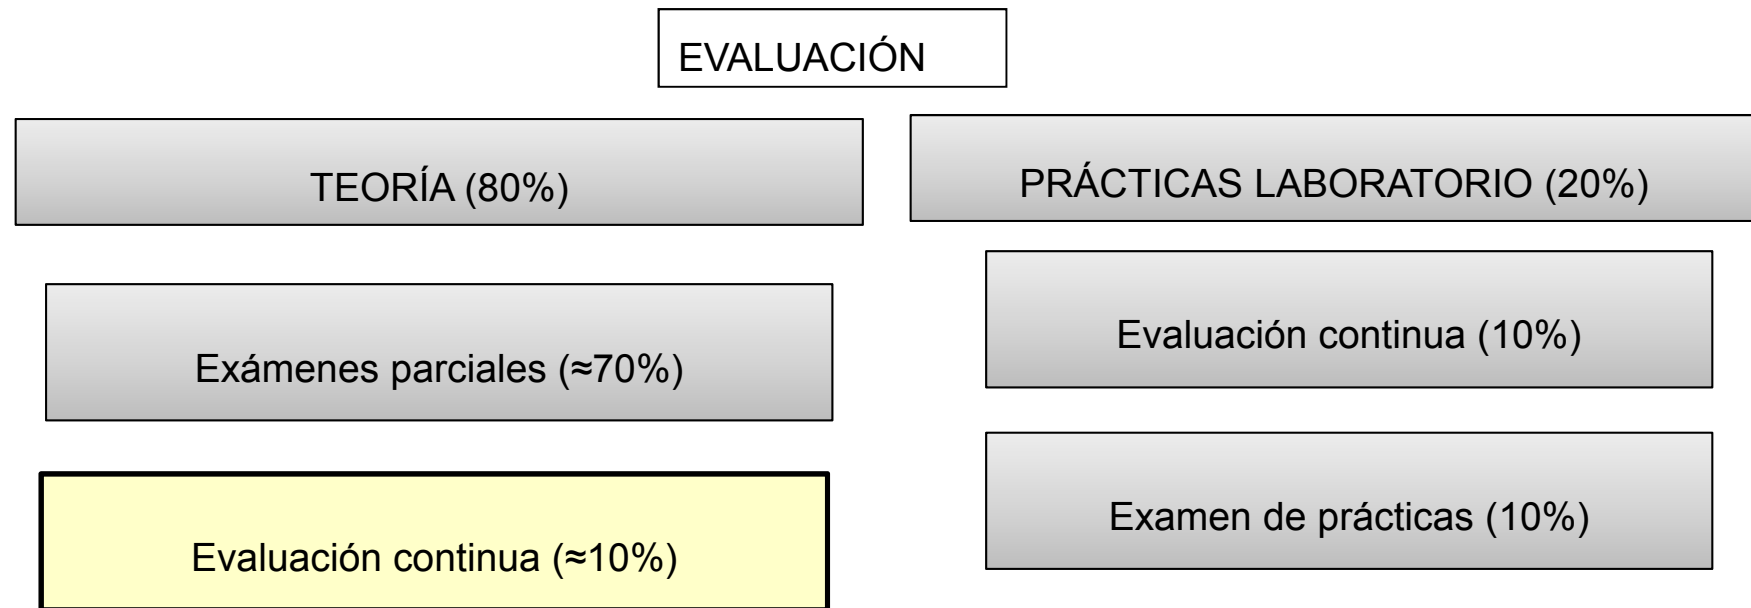 EVALUACIÓN
TEORÍA (80%)
PRÁCTICAS LABORATORIO (20%)
Exámenes parciales (≈70%)
Evaluación continua (10%)
Evaluación continua (≈10%)
Examen de prácticas (10%)